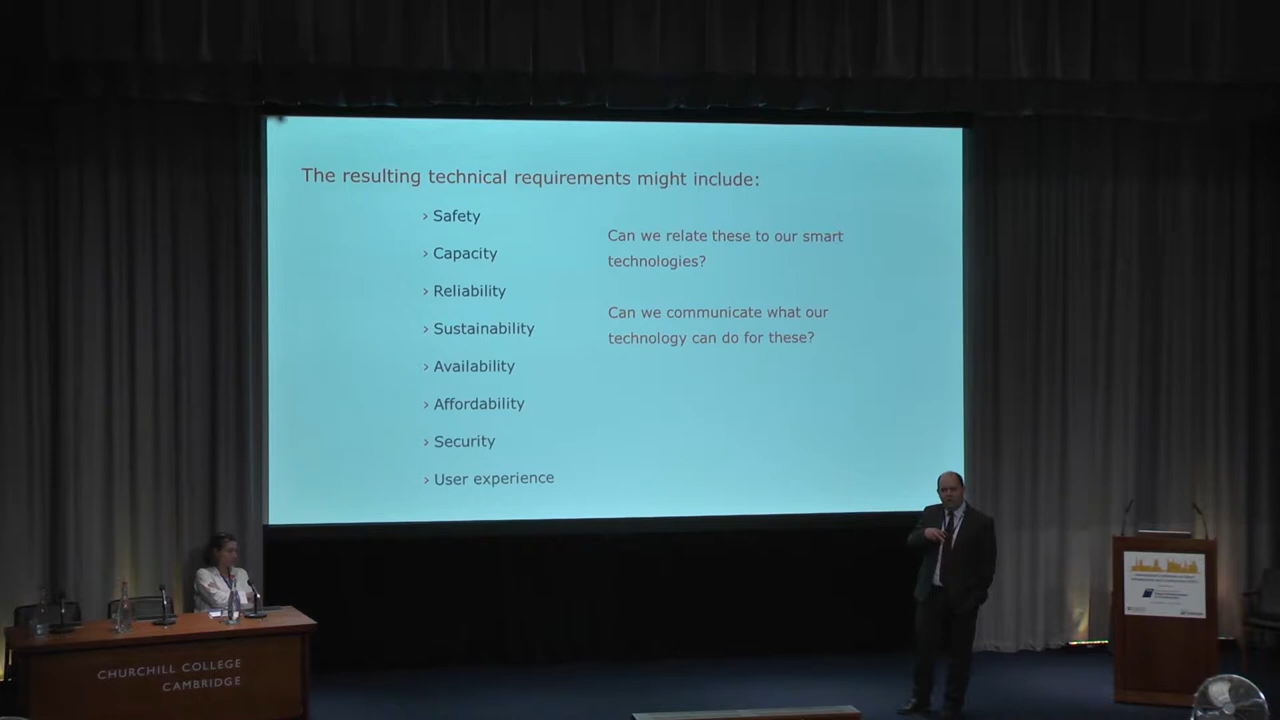 The resulting technical requirements might include:
› Safety
› Capacity
› Reliability
› Sustainability
› Availability
› Affordability
› Security
› User experience
Can we relate these to our smart
technologies?
Can we communicate what our
technology can do for these?
CHURCHILL COLLEGE
CAMBRIDGE